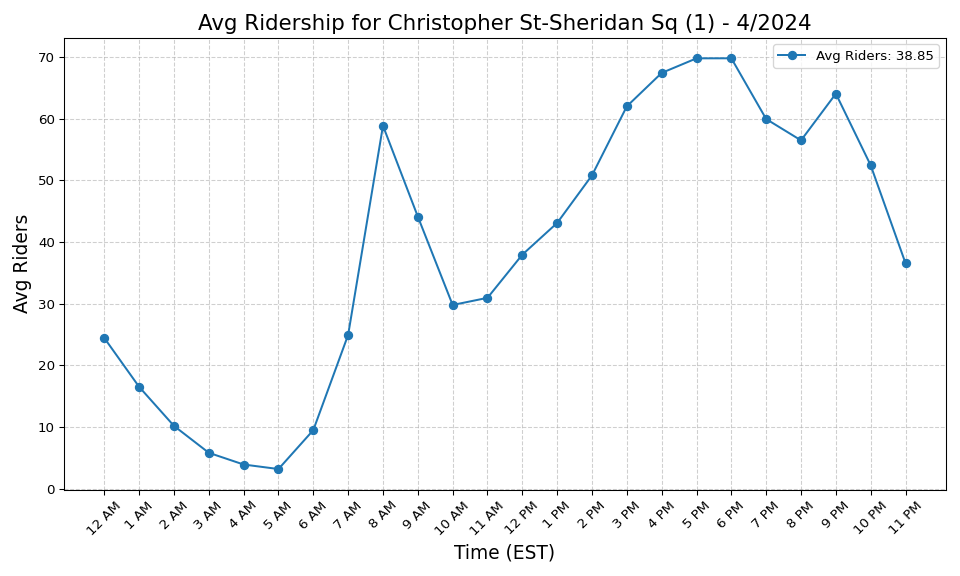 Avg Ridership for Christopher St-Sheridan Sq (1) - 4/2024
Avg Riders: 38.85
Avg Riders
70
60
50
40
30
20
10
0
12 AM
1 AM
2 AM
3 AM
4 AM
5 AM
6 AM
7 AM
8 AM
9 AM
10 AM
11 AM
12 PM
1 PM
2 PM
3 PM
4 PM
5 PM
6 PM
7 PM
8 PM
9 PM
10 PM
11 PM
Time (EST)